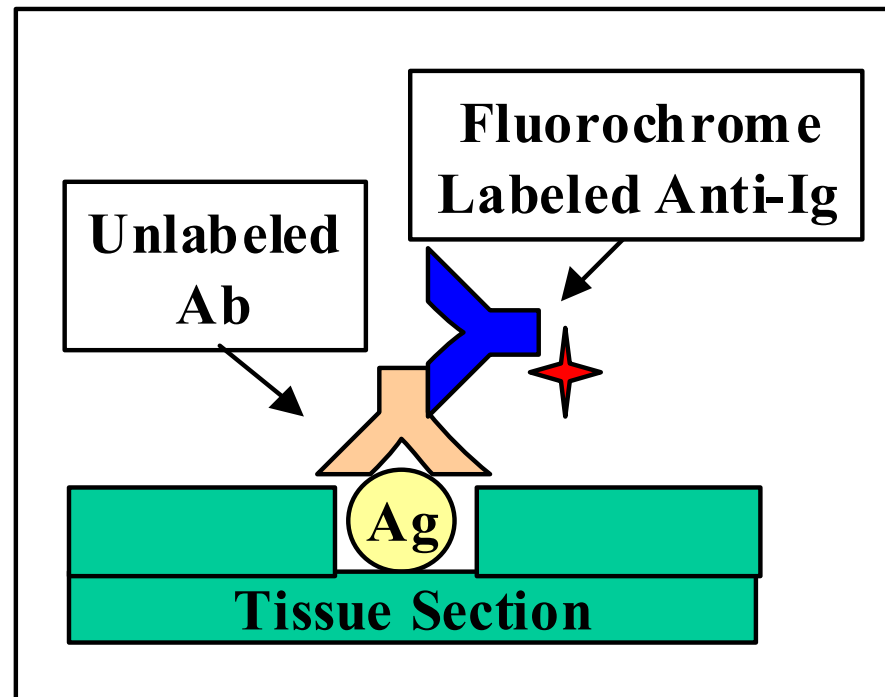 Fluorochrome
Labeled Anti-Ig
Unlabeled
Ab
Ag
Tissue Section